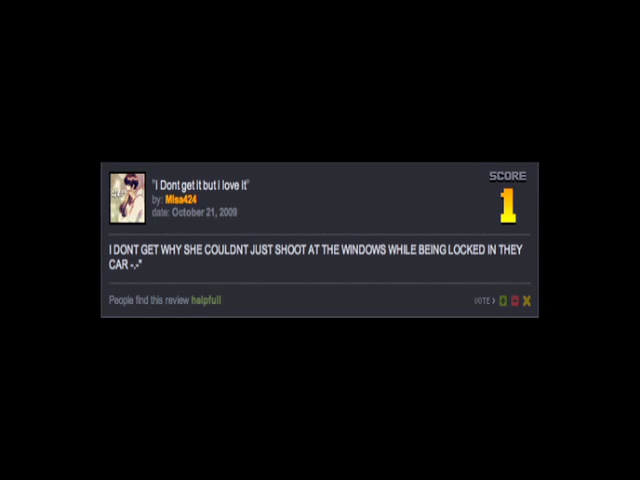 "I Dont get it but i love it"
by: Misa424
date: October 21, 2009
SCORE
1
I DONT GET WHY SHE COULDNT JUST SHOOT AT THE WINDOWS WHILE BEING LOCKED IN THEY
CAR -.-"
People find this review helpfull
VOTE